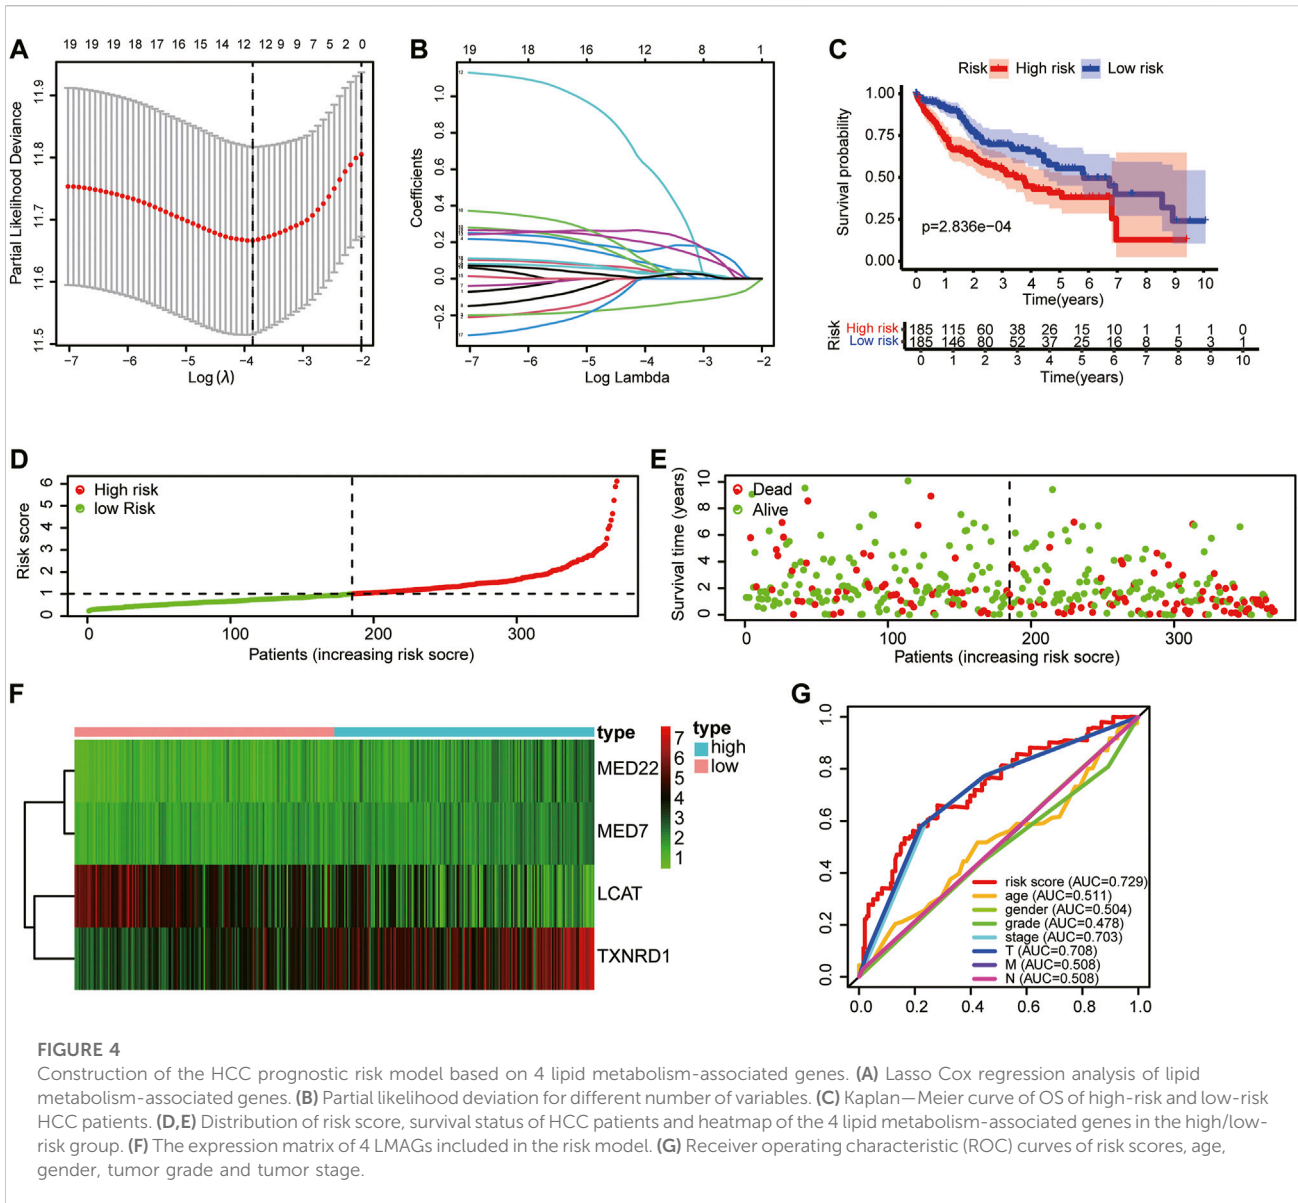 A
19 19 19 18 17 16 15 14 12 12 9 9 7 5 2 0
Partial Likelihood Deviance
11.9
11.8
11.7
11.6
11.5
−7 −6 −5 −4 −3 −2
Log (λ)
B
19 18 16 12 8 1
Coefficients
1.0
0.8
0.6
0.4
0.2
0.0
−0.2
−7 −6 −5 −4 −3 −2
Log Lambda
C
Risk High risk Low risk
Survival probability
1.00
0.75
0.50
0.25
0.00
p=2.836e−04
0 1 2 3 4 5 6 7 8 9 10
Time(years)
Risk
High risk 185 115 60 38 26 15 10 1 1 1 0
Low risk 185 146 80 52 37 25 16 8 5 3 1
0 1 2 3 4 5 6 7 8 9 10
Time(years)
D
Risk score
6
5
4
3
2
1
0
High risk
low Risk
0 100 200 300
Patients (increasing risk socre)
E
Survival time (years)
10
8
6
4
2
0
Dead
Alive
0 100 200 300
Patients (increasing risk socre)
F
type
MED22
MED7
LCAT
TXNRD1
7
6
5
4
3
2
1
type
high
low
G
1.0
0.8
0.6
0.4
0.2
0.0
risk score (AUC=0.729)
age (AUC=0.511)
gender (AUC=0.504)
grade (AUC=0.478)
stage (AUC=0.703)
T (AUC=0.708)
M (AUC=0.508)
N (AUC=0.508)
0.0 0.2 0.4 0.6 0.8 1.0
FIGURE 4
Construction of the HCC prognostic risk model based on 4 lipid metabolism-associated genes. (A) Lasso Cox regression analysis of lipid
metabolism-associated genes. (B) Partial likelihood deviation for different number of variables. (C) Kaplan—Meier curve of OS of high-risk and low-risk
HCC patients. (D,E) Distribution of risk score, survival status of HCC patients and heatmap of the 4 lipid metabolism-associated genes in the high/low-
risk group. (F) The expression matrix of 4 LMAGs included in the risk model. (G) Receiver operating characteristic (ROC) curves of risk scores, age,
gender, tumor grade and tumor stage.